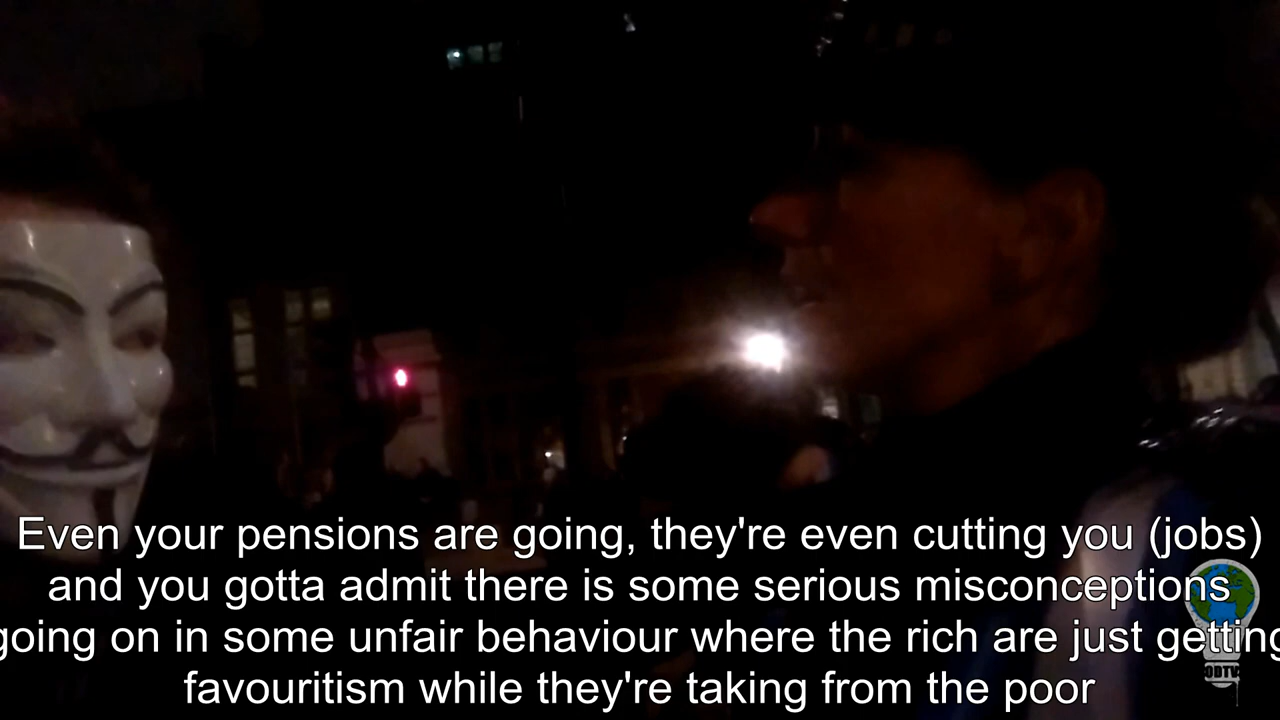 Even your pensions are going, they're even cutting you (jobs)
and you gotta admit there is some serious misconceptions
going on in some unfair behaviour where the rich are just getting
favouritism while they're taking from the poor